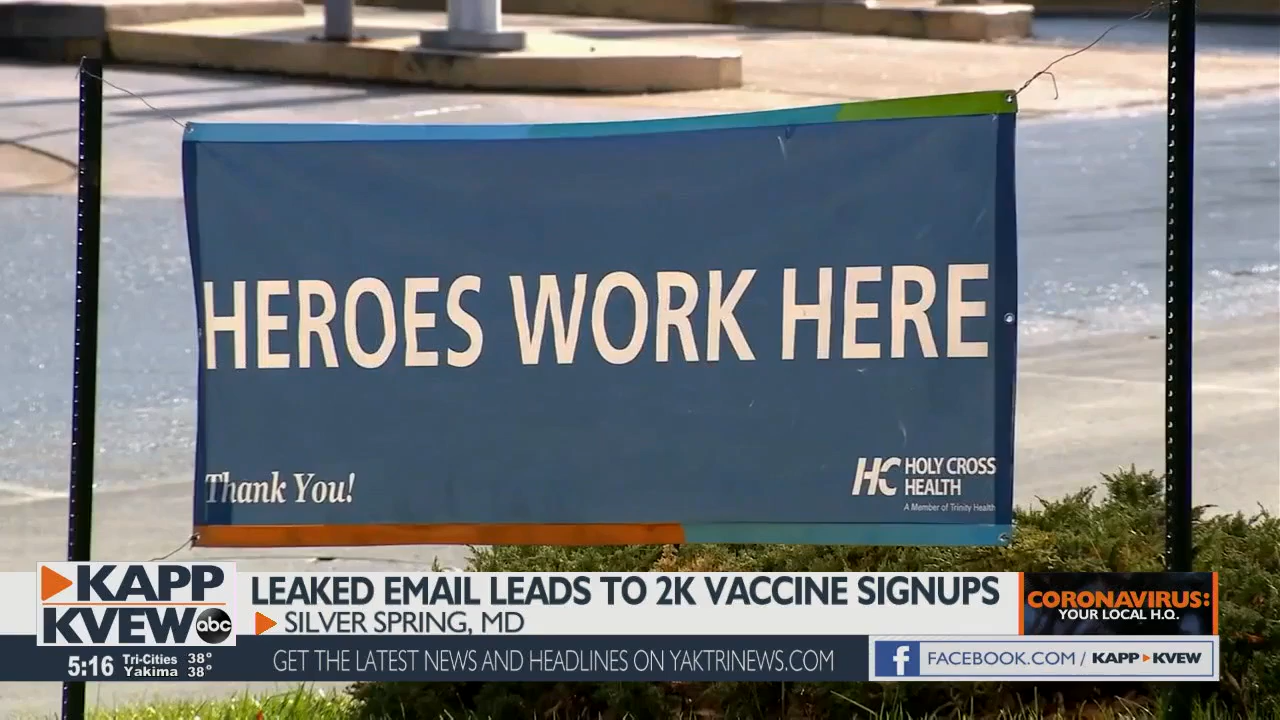 HEROES WORK HERE
Thank You!
HC HOLY CROSS
HEALTH
A Member of Trinity Health
KAPP
KVEW abc
LEAKED EMAIL LEADS TO 2K VACCINE SIGNUPS
SILVER SPRING, MD
CORONAVIRUS:
YOUR LOCAL H.Q.
5:16
Tri-Cities 38°
Yakima 38°
GET THE LATEST NEWS AND HEADLINES ON YAKTRINEWS.COM
f FACEBOOK.COM / KAPP KVEW